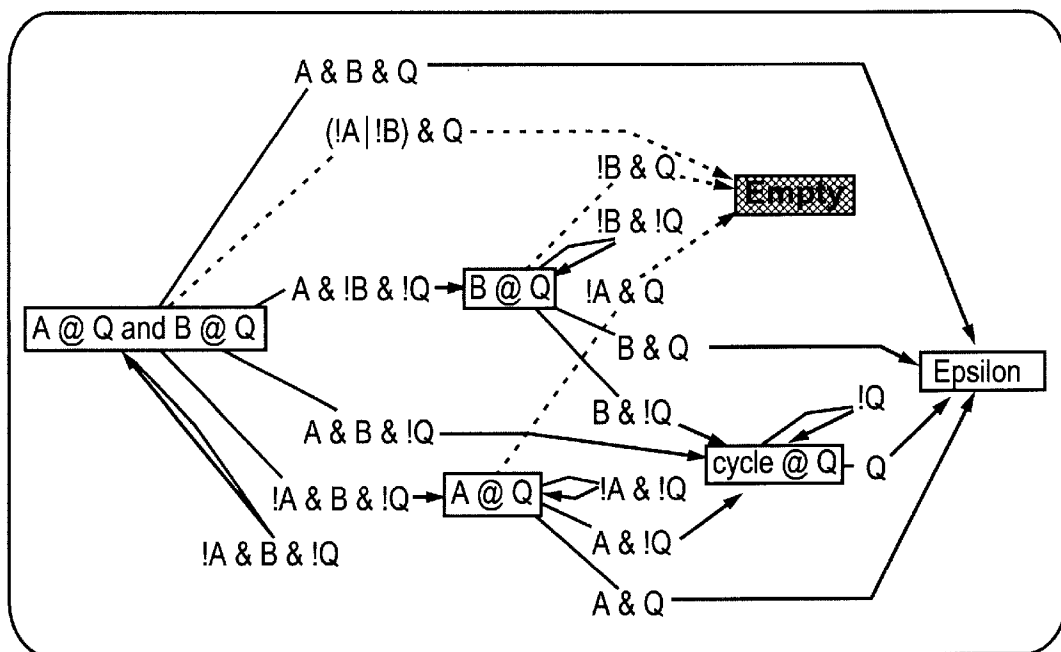 A & B & Q
(!A | !B) & Q
!B & Q
Empty
!B & !Q
A & !B & !Q
B @ Q
!A & Q
A @ Q and B @ Q
B & Q
Epsilon
B & !Q
!Q
A & B & !Q
cycle @ Q
Q
!A & B & !Q
A @ Q
!A & !Q
A & !Q
!A & B & !Q
A & Q